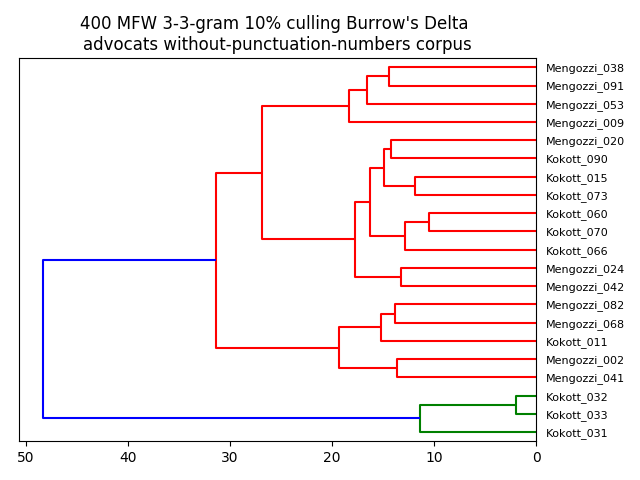 400 MFW 3-3-gram 10% culling Burrow's Delta
advocats without-punctuation-numbers corpus
Mengozzi_038
Mengozzi_091
Mengozzi_053
Mengozzi_009
Mengozzi_020
Kokott_090
Kokott_015
Kokott_073
Kokott_060
Kokott_070
Kokott_066
Mengozzi_024
Mengozzi_042
Mengozzi_082
Mengozzi_068
Kokott_011
Mengozzi_002
Mengozzi_041
Kokott_032
Kokott_033
Kokott_031
50 40 30 20 10 0